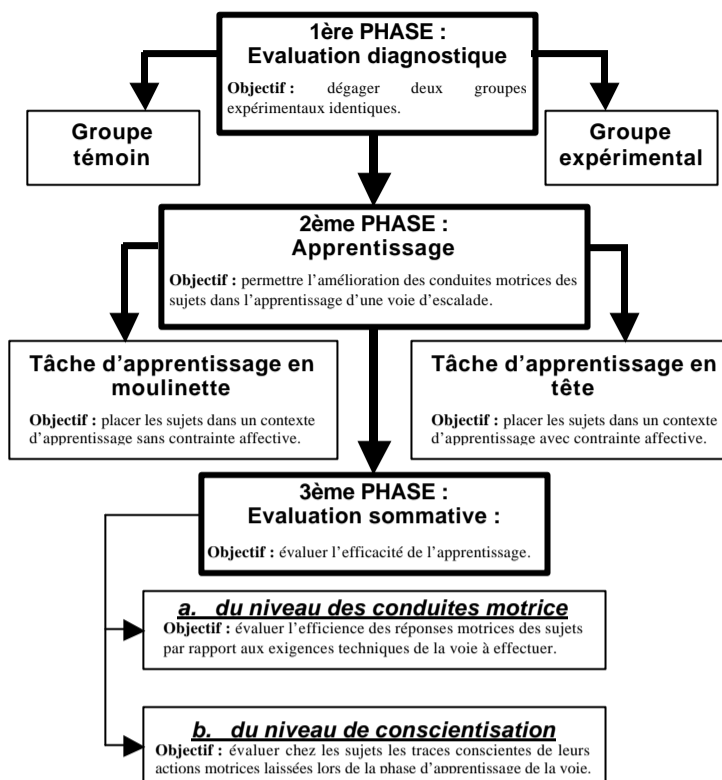 1ère PHASE :
Evaluation diagnostique
Objectif : dégager deux groupes
expérimentaux identiques.
Groupe
témoin
Groupe
expérimental
2ème PHASE :
Apprentissage
Objectif : permettre l'amélioration des conduites motrices des
sujets dans l'apprentissage d'une voie d'escalade.
Tâche d'apprentissage en
moulinette
Objectif : placer les sujets dans un contexte
d'apprentissage sans contrainte affective.
Tâche d'apprentissage en
tête
Objectif : placer les sujets dans un contexte
d'apprentissage avec contrainte affective.
3ème PHASE :
Evaluation sommative :
Objectif : évaluer l'efficacité de l'apprentissage.
a. du niveau des conduites motrice
Objectif : évaluer l'efficience des réponses motrices des sujets
par rapport aux exigences techniques de la voie à effectuer.
b. du niveau de conscientisation
Objectif : évaluer chez les sujets les traces conscientes de leurs
actions motrices laissées lors de la phase d'apprentissage de la voie.